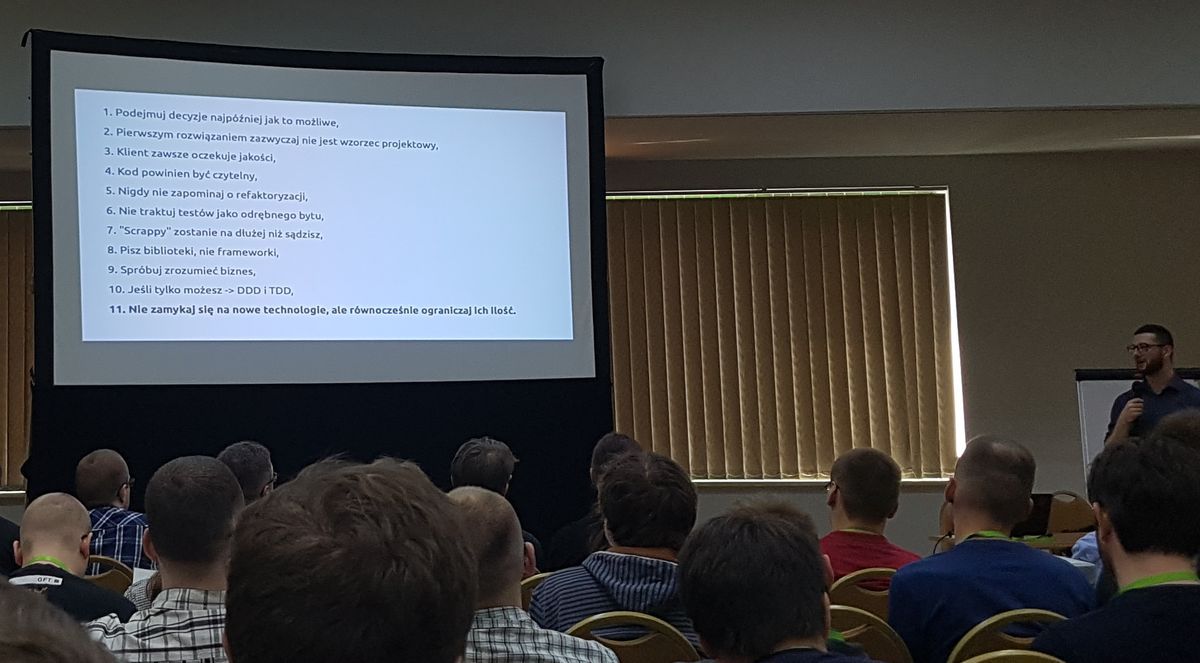 1. Podejmuj decyzje najpóźniej jak to możliwe,
2. Pierwszym rozwiązaniem zazwyczaj nie jest wzorzec projektowy,
3. Klient zawsze oczekuje jakości,
4. Kod powinien być czytelny,
5. Nigdy nie zapominaj o refaktoryzacji,
6. Nie traktuj testów jako odrębnego bytu,
7. "Scrappy" zostanie na dłużej niż sądzisz,
8. Pisz biblioteki, nie frameworki,
9. Spróbuj zrozumieć biznes,
10. Jeśli tylko możesz -> DDD i TDD,
11. Nie zamykaj się na nowe technologie, ale równocześnie ograniczaj ich ilość.
GFT